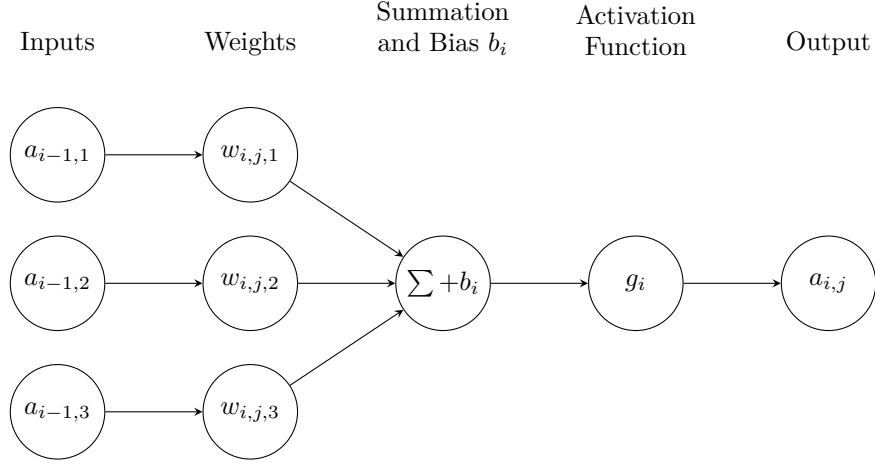 Inputs
Weights
Summation
and Bias b_i
Activation
Function
Output
a_{i−1,1}
w_{i,j,1}
a_{i−1,2}
w_{i,j,2}
∑ +b_i
g_i
a_{i,j}
a_{i−1,3}
w_{i,j,3}